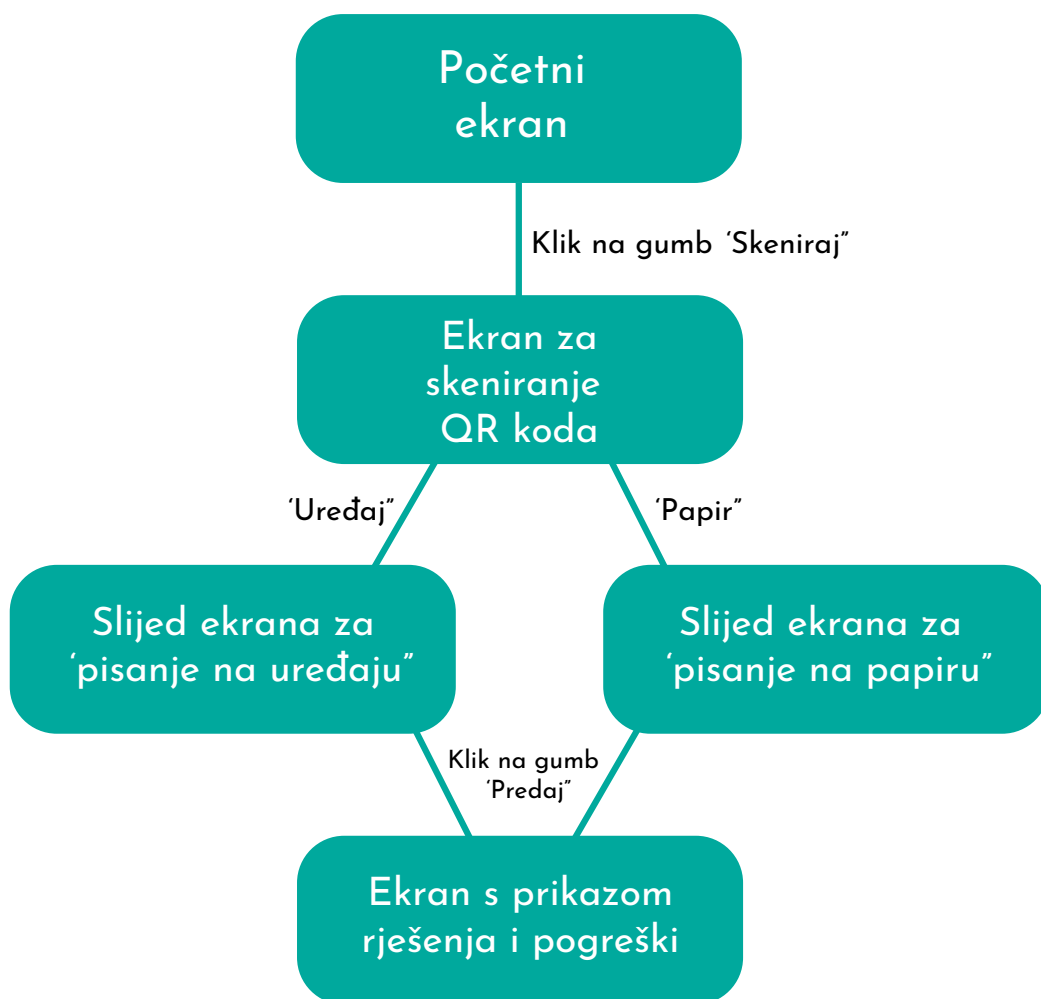 Početni
ekran
Klik na gumb ‘Skeniraj”
Ekran za
skeniranje
QR koda
‘Uređaj”
‘Papir”
Slijed ekrana za
‘pisanje na uređaju”
Slijed ekrana za
‘pisanje na papiru”
Klik na gumb
‘Predaj”
Ekran s prikazom
rješenja i pogreški